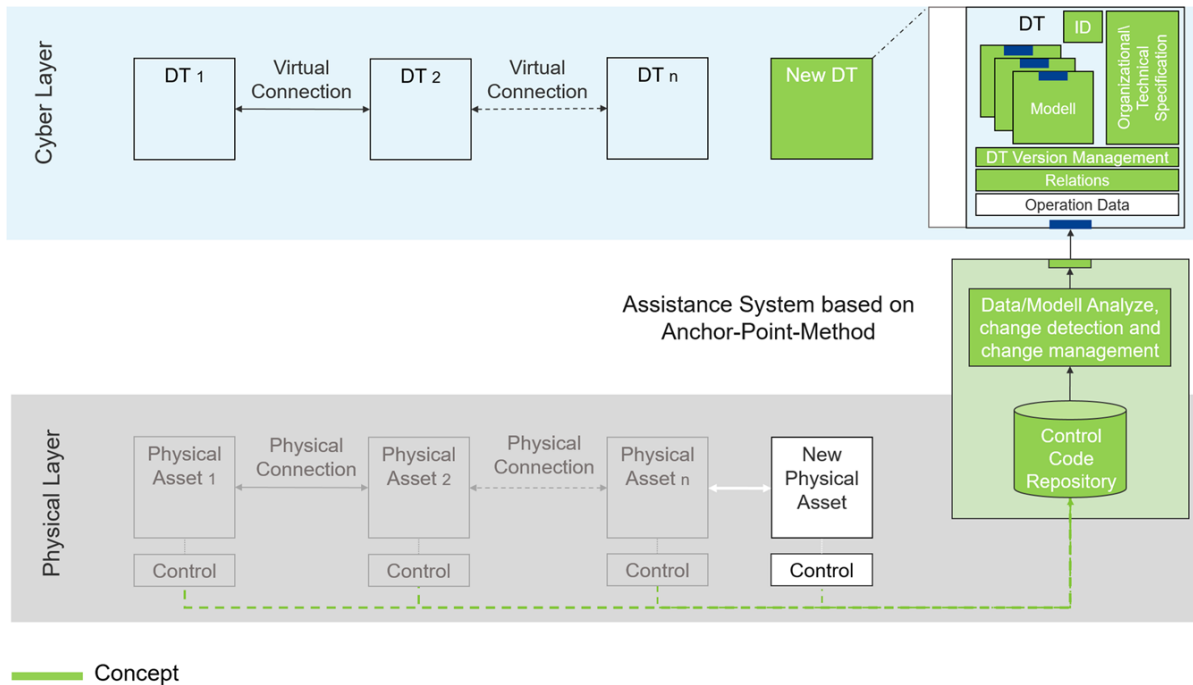 Cyber Layer
DT 1
Virtual
Connection
DT 2
Virtual
Connection
DT n
New DT
DT
ID
Modell
Organizational\
Technical
Specification
DT Version Management
Relations
Operation Data
Assistance System based on
Anchor-Point-Method
Data/Modell Analyze,
change detection and
change management
Control
Code
Repository
Physical Layer
Physical
Asset 1
Physical
Connection
Physical
Asset 2
Physical
Connection
Physical
Asset n
New
Physical
Asset
Control
Control
Control
Control
Concept